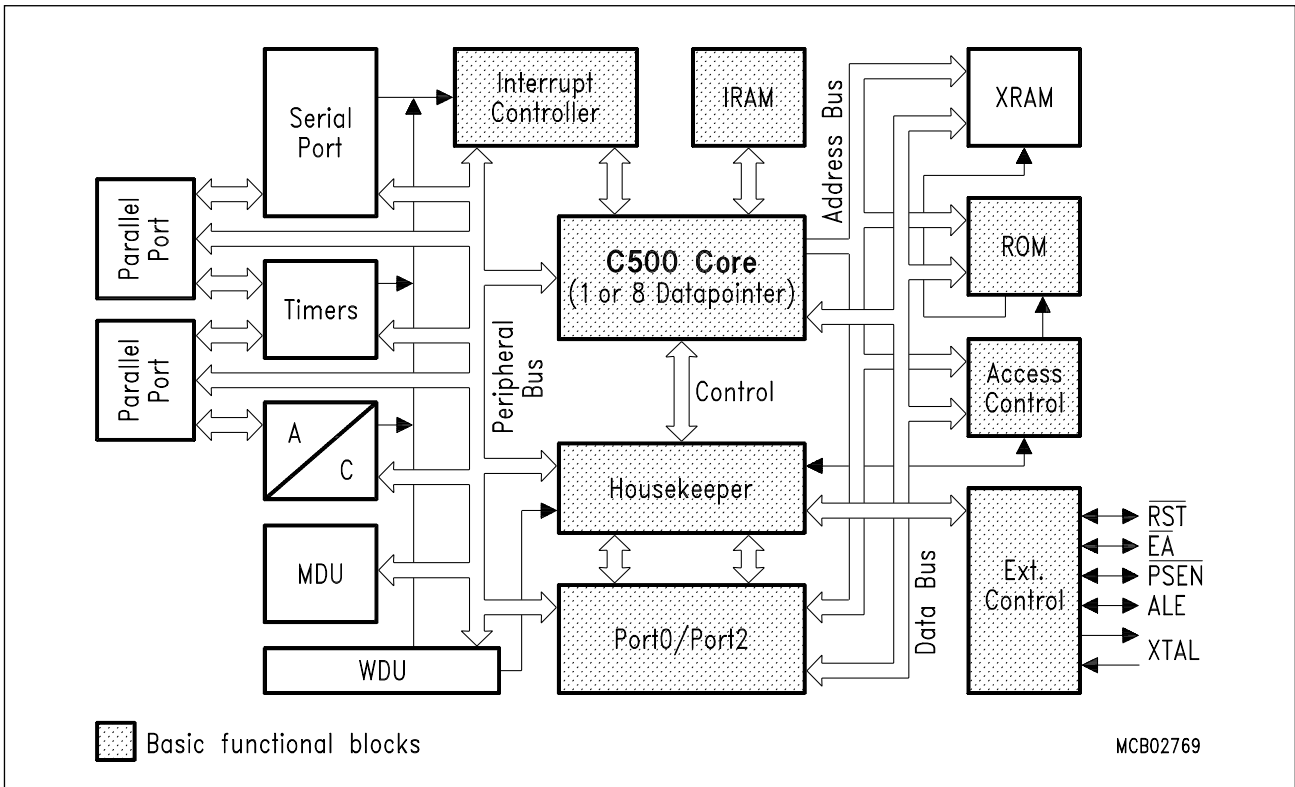 Serial
Port
Interrupt
Controller
IRAM
Address Bus
XRAM
Parallel
Port
C500 Core
(1 or 8 Datapointer)
ROM
Timers
Parallel
Port
Peripheral
Bus
Control
Access
Control
A
C
Housekeeper
MDU
Port0/Port2
Data Bus
Ext.
Control
RST
EA
PSEN
ALE
XTAL
WDU
Basic functional blocks
MCB02769